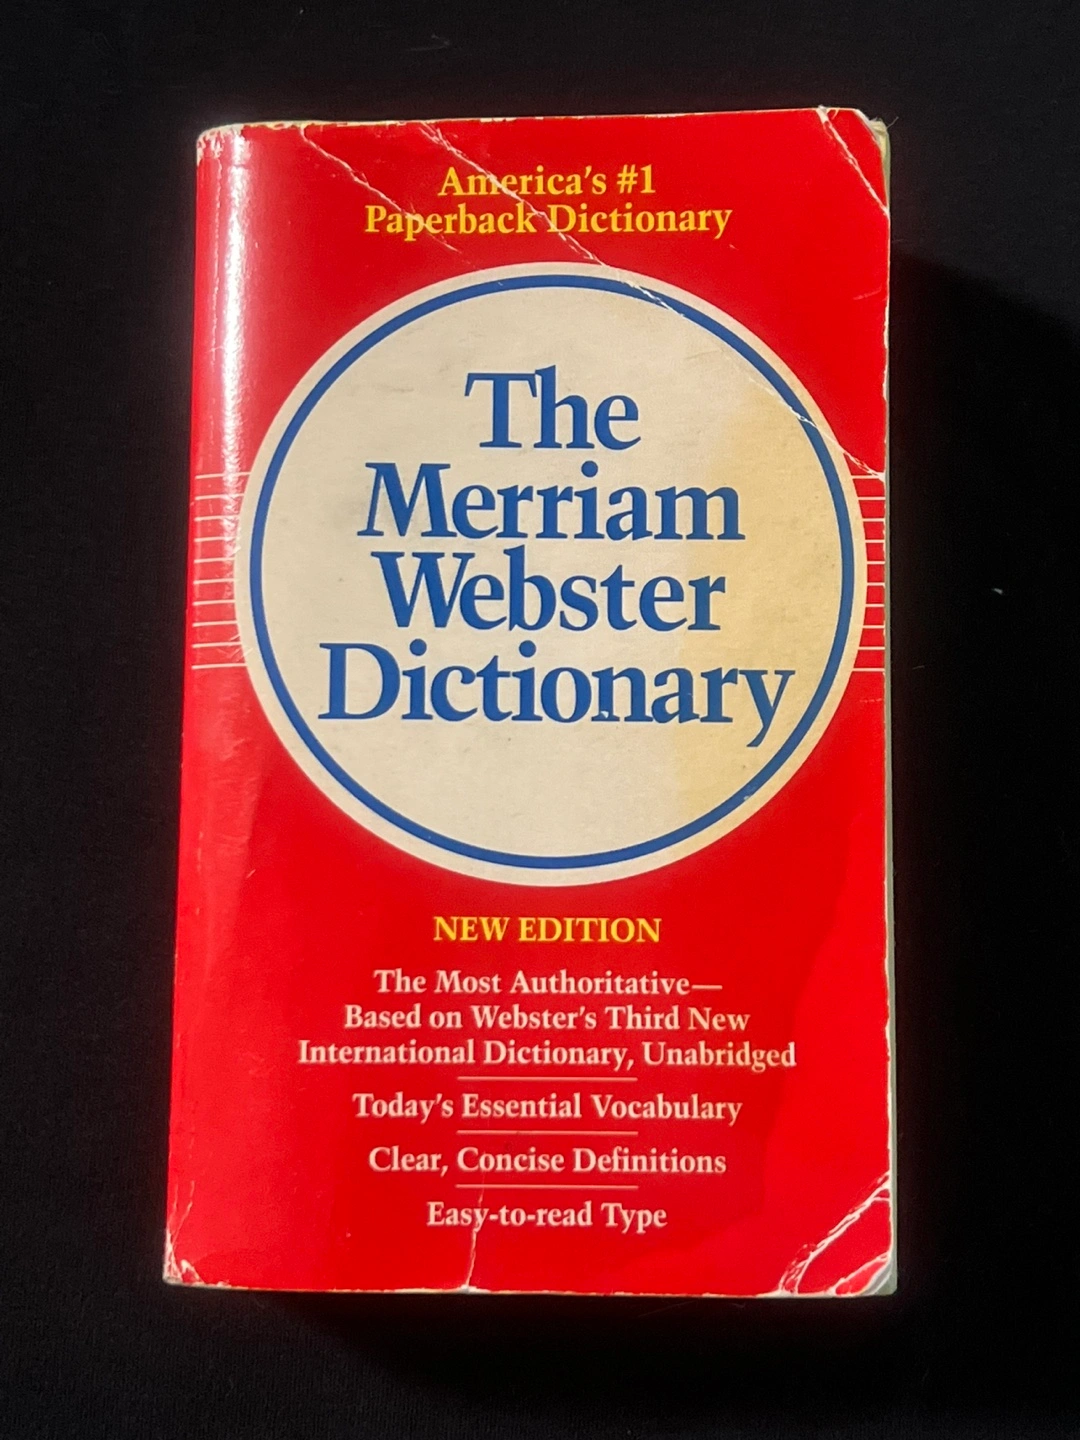 America's #1
Paperback Dictionary
The
Merriam
Webster
Dictionary
NEW EDITION
The Most Authoritative—
Based on Webster's Third New
International Dictionary, Unabridged
Today's Essential Vocabulary
Clear, Concise Definitions
Easy-to-read Type